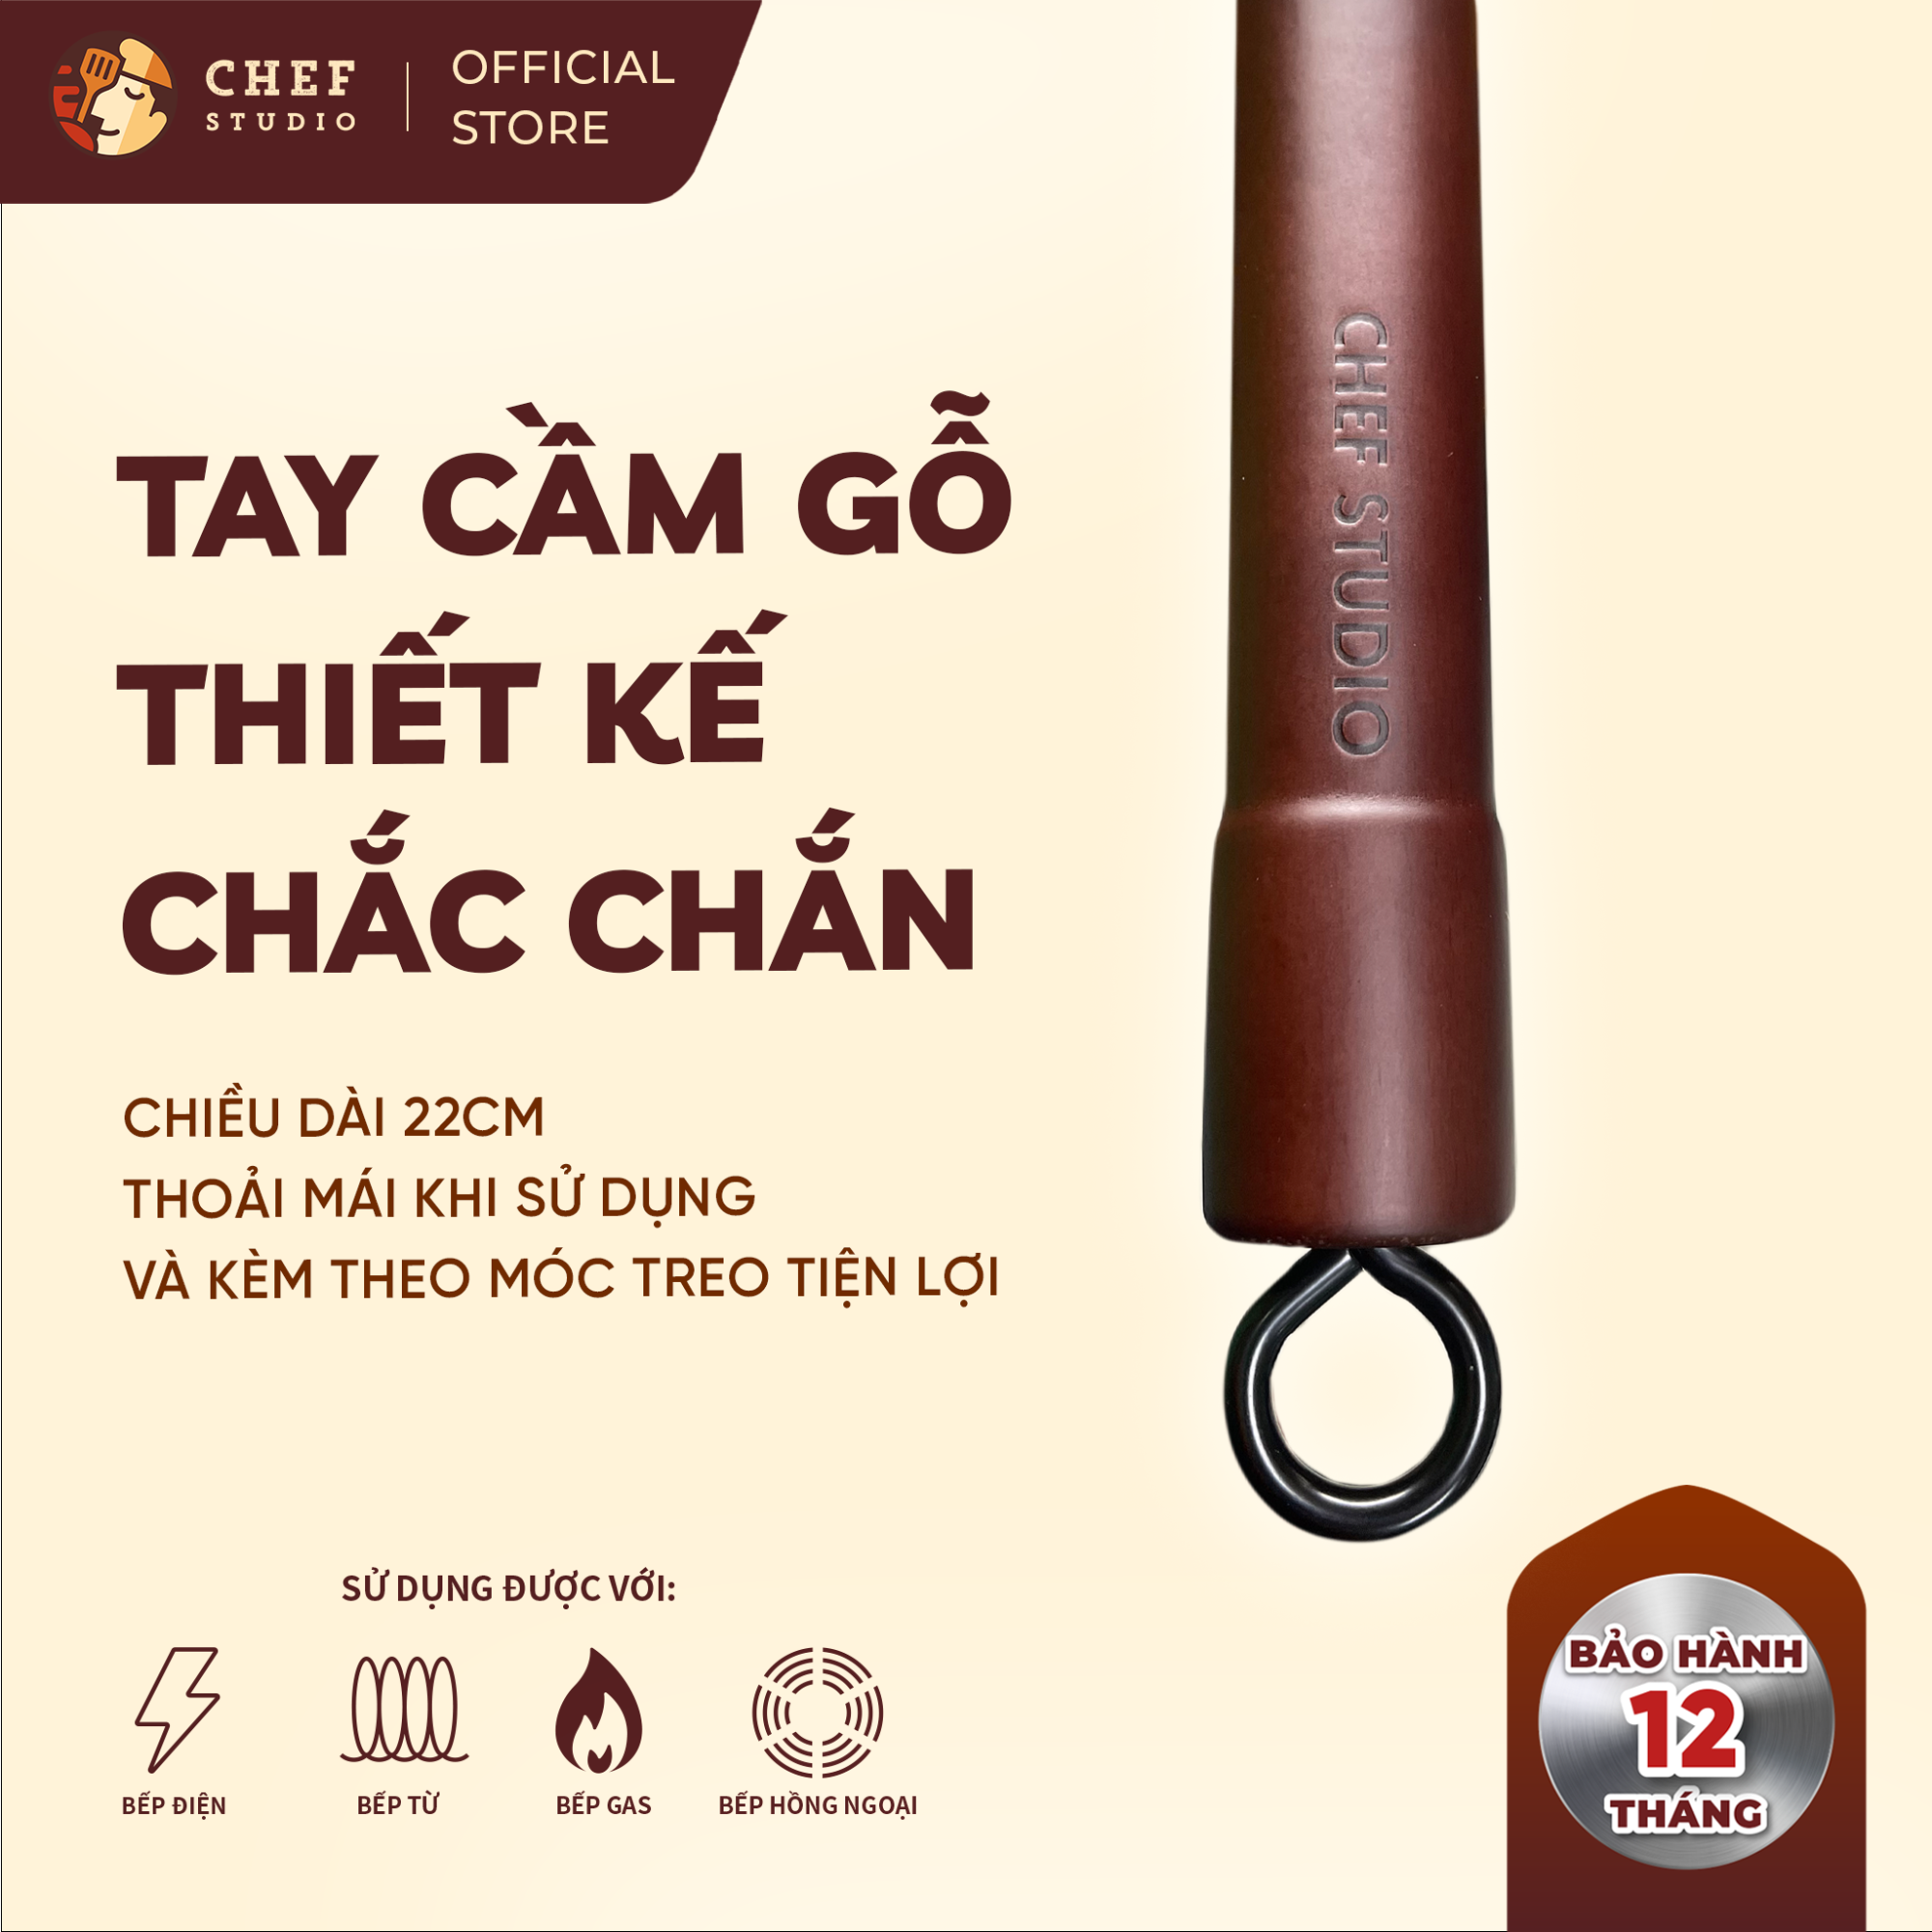 CHEF
STUDIO
OFFICIAL
STORE
TAY CẦM GỖ
THIẾT KẾ
CHẮC CHẮN
CHIỀU DÀI 22CM
THOẢI MÁI KHI SỬ DỤNG
VÀ KÈM THEO MÓC TREO TIỆN LỢI
CHEF STUDIO
SỬ DỤNG ĐƯỢC VỚI:
BẾP ĐIỆN
BẾP TỪ
BẾP GAS
BẾP HỒNG NGOẠI
BẢO HÀNH
12
THÁNG